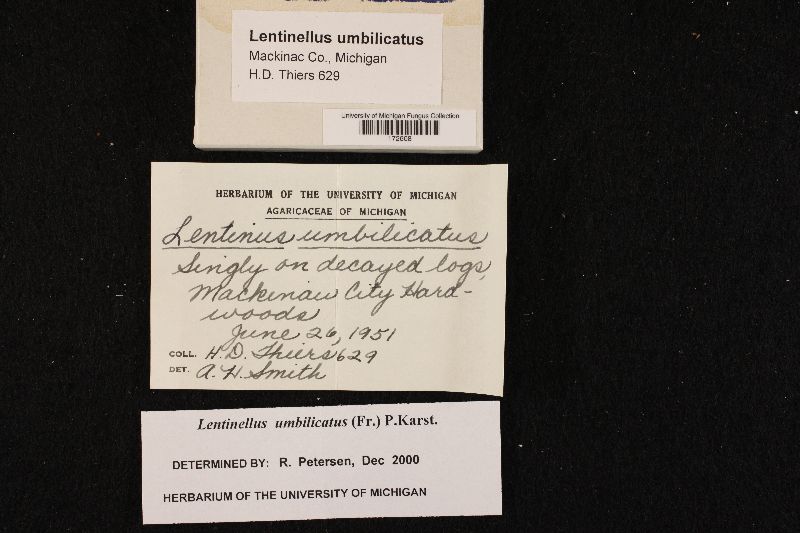 Lentinellus umbilicatus
Mackinac Co., Michigan
H.D. Thiers 629
University of Michigan Fungus Collection
172608
HERBARIUM OF THE UNIVERSITY OF MICHIGAN
AGARICACEAE OF MICHIGAN
Lentinus umbilicatus
Singly on decayed logs,
Mackinaw City Hard-
woods
June 26, 1951
COLL. H.D. Thiers 629
DET. A.H. Smith
Lentinellus umbilicatus (Fr.) P.Karst.
DETERMINED BY: R. Petersen, Dec 2000
HERBARIUM OF THE UNIVERSITY OF MICHIGAN